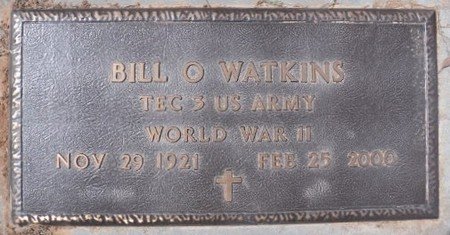 BILL O WATKINS
TEC 5 US ARMY
WORLD WAR II
NOV 29 1921 FEB 25 2000